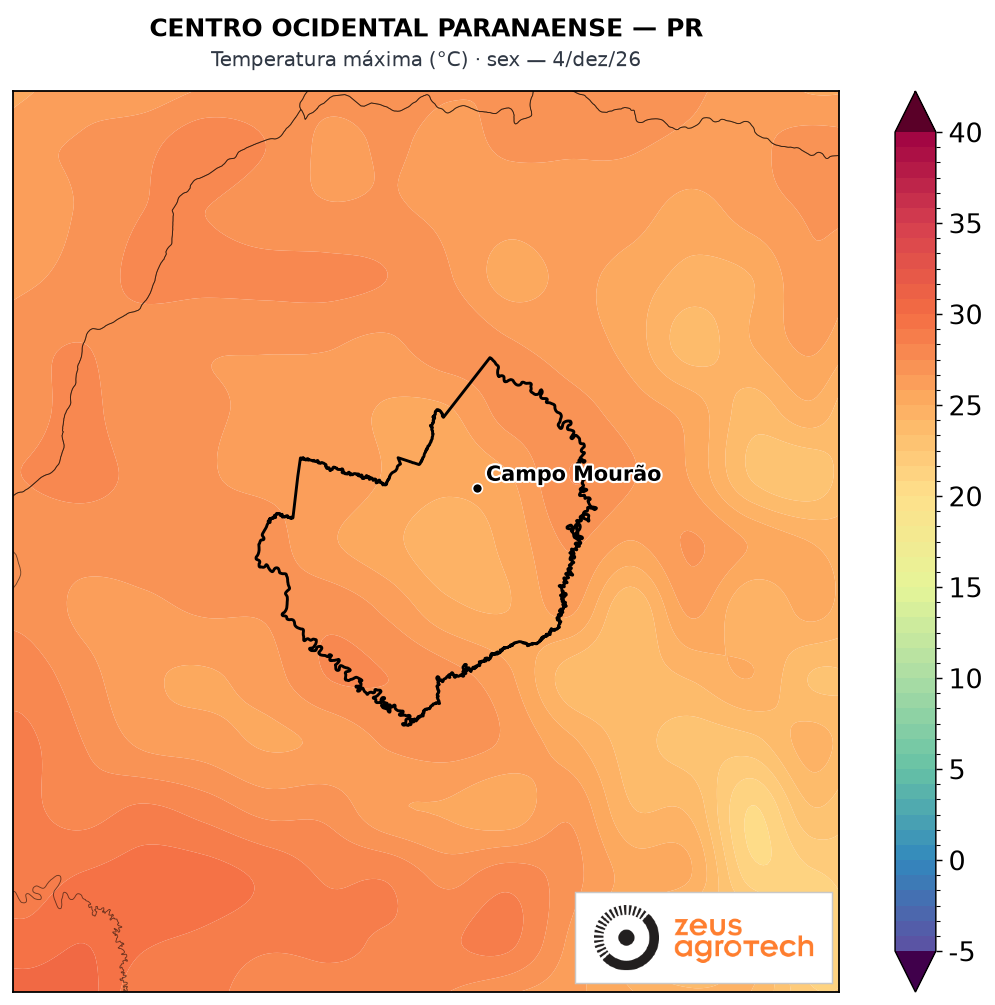 CENTRO OCIDENTAL PARANAENSE — PR
Temperatura máxima (°C) · sex — 4/dez/26
40
35
30
25
20
15
10
5
0
-5
Campo Mourão
zeus
agrotech